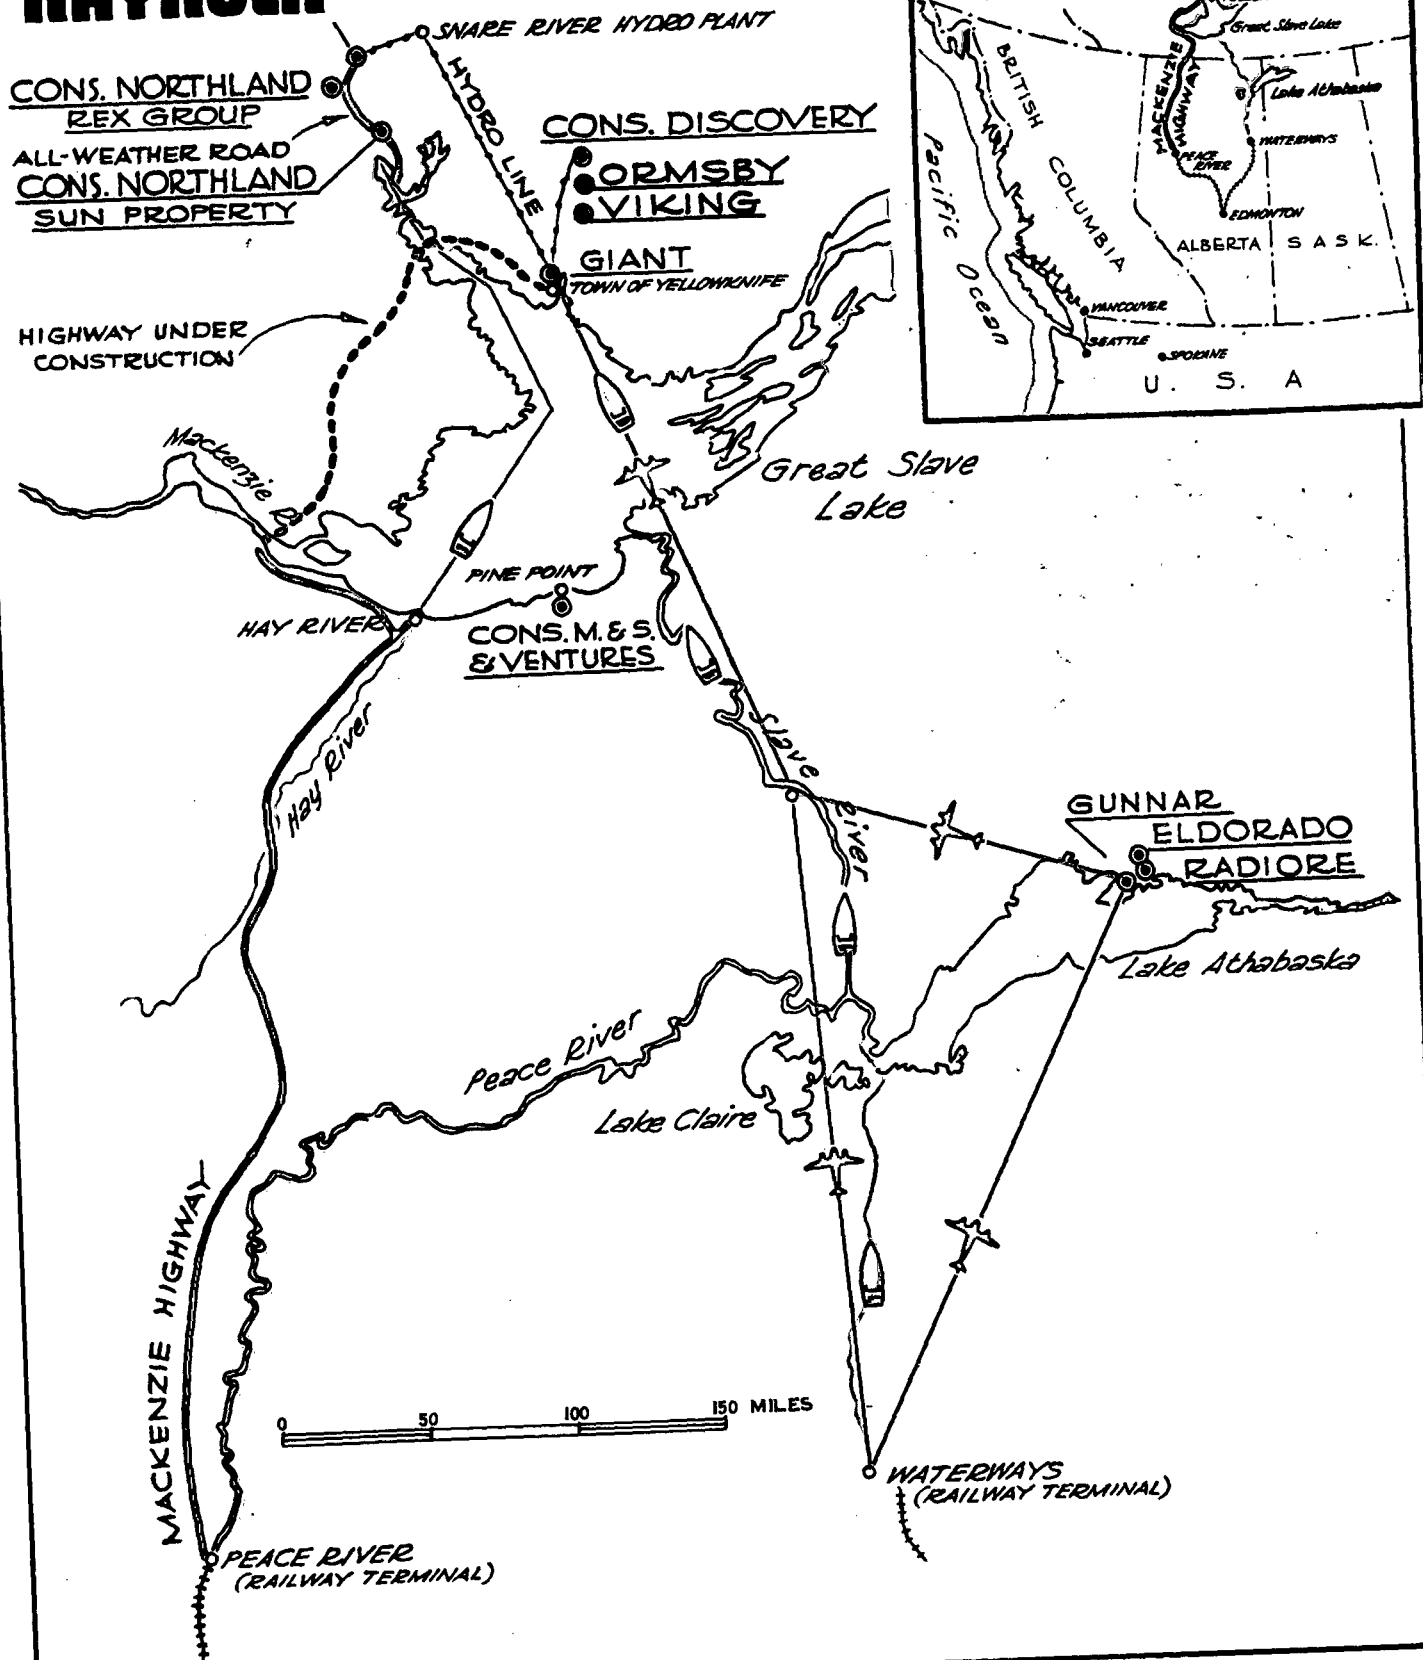 SNARE RIVER HYDRO PLANT
CONS. NORTHLAND
REX GROUP
ALL-WEATHER ROAD
CONS. NORTHLAND
SUN PROPERTY
HYDRO LINE
CONS. DISCOVERY
ORMSBY
VIKING
GIANT
TOWN OF YELLOWKNIFE
HIGHWAY UNDER
CONSTRUCTION
Mackenzie R.
Great Slave
Lake
PINE POINT
HAY RIVER
CONS. M. & S.
& VENTURES
Hay River
Slave River
GUNNAR
ELDORADO
RADIORE
Lake Athabaska
Peace River
Lake Claire
MACKENZIE HIGHWAY
0 50 100 150 MILES
WATERWAYS
(RAILWAY TERMINAL)
PEACE RIVER
(RAILWAY TERMINAL)
Great Slave Lake
MACKENZIE
HIGHWAY
Lake Athabaska
BRITISH
COLUMBIA
Pacific Ocean
WATERWAYS
PEACE
RIVER
EDMONTON
ALBERTA
SASK.
VANCOUVER
SEATTLE
SPOKANE
U. S. A